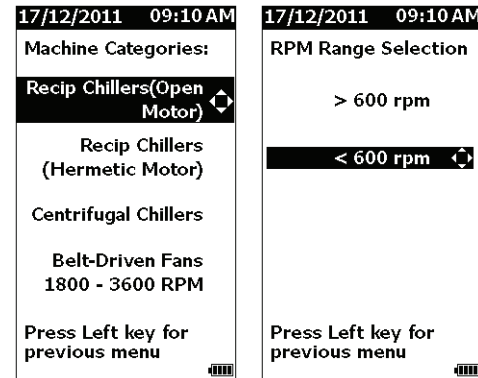 17/12/2011 09:10 AM
Machine Categories:
Recip Chillers(Open
Motor)
Recip Chillers
(Hermetic Motor)
Centrifugal Chillers
Belt-Driven Fans
1800 - 3600 RPM
Press Left key for
previous menu
17/12/2011 09:10 AM
RPM Range Selection
> 600 rpm
< 600 rpm
Press Left key for
previous menu